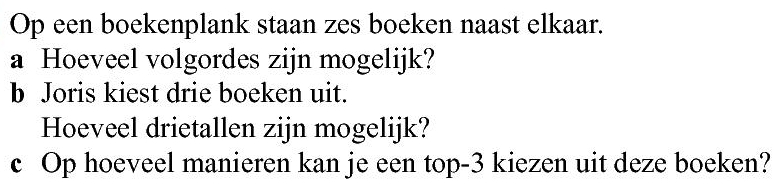 Op een boekenplank staan zes boeken naast elkaar.
a Hoeveel volgordes zijn mogelijk?
b Joris kiest drie boeken uit.
Hoeveel drietallen zijn mogelijk?
c Op hoeveel manieren kan je een top-3 kiezen uit deze boeken?